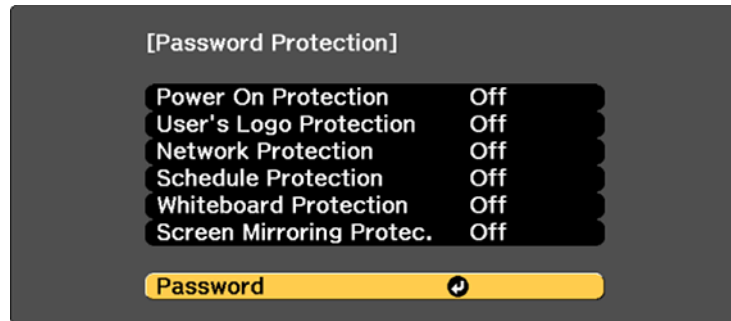 [Password Protection]
Power On Protection Off
User's Logo Protection Off
Network Protection Off
Schedule Protection Off
Whiteboard Protection Off
Screen Mirroring Protec. Off
Password